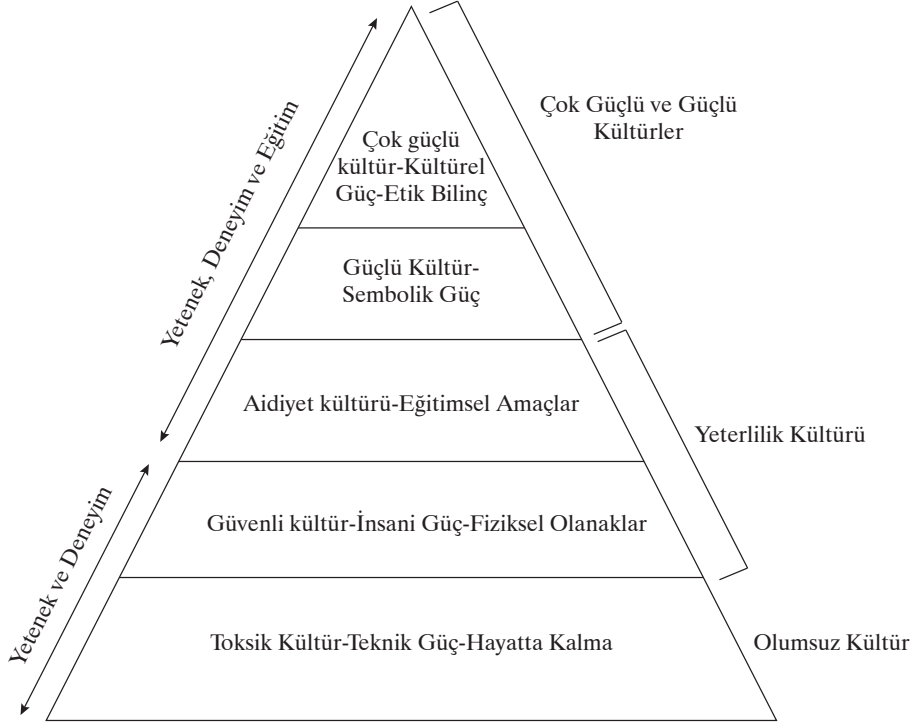 Çok Güçlü ve Güçlü
Kültürler
Yetenek, Deneyim ve Eğitim
Çok güçlü
kültür-Kültürel
Güç-Etik Bilinç
Güçlü Kültür-
Sembolik Güç
Aidiyet kültürü-Eğitimsel Amaçlar
Yeterlilik Kültürü
Yetenek ve Deneyim
Güvenli kültür-İnsani Güç-Fiziksel Olanaklar
Toksik Kültür-Teknik Güç-Hayatta Kalma
Olumsuz Kültür